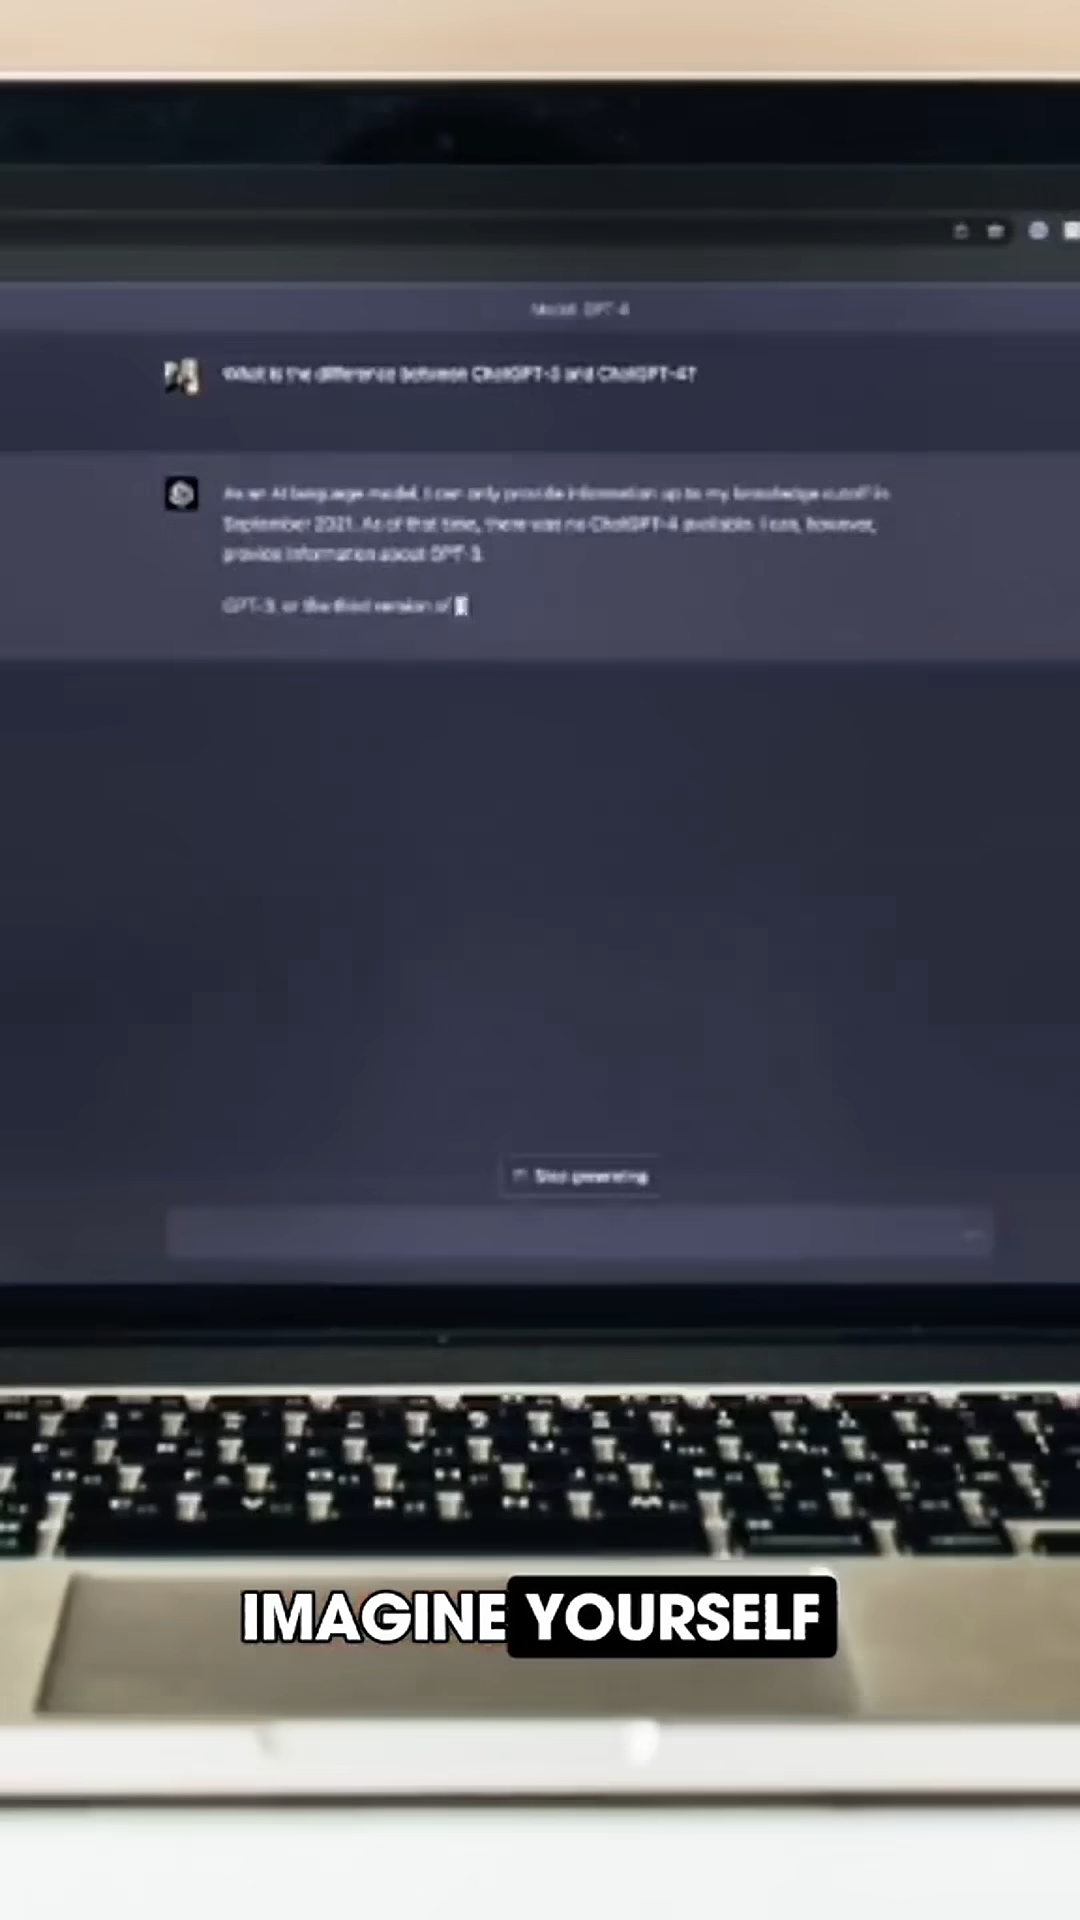 Model: GPT-4
What is the difference between ChatGPT-3 and ChatGPT-4?
As an AI language model, I can only provide information up to my knowledge cutoff in
September 2021. As of that time, there was no ChatGPT-4 available. I can, however,
provide information about GPT-3.
GPT-3, or the third version of
Stop generating
IMAGINE YOURSELF